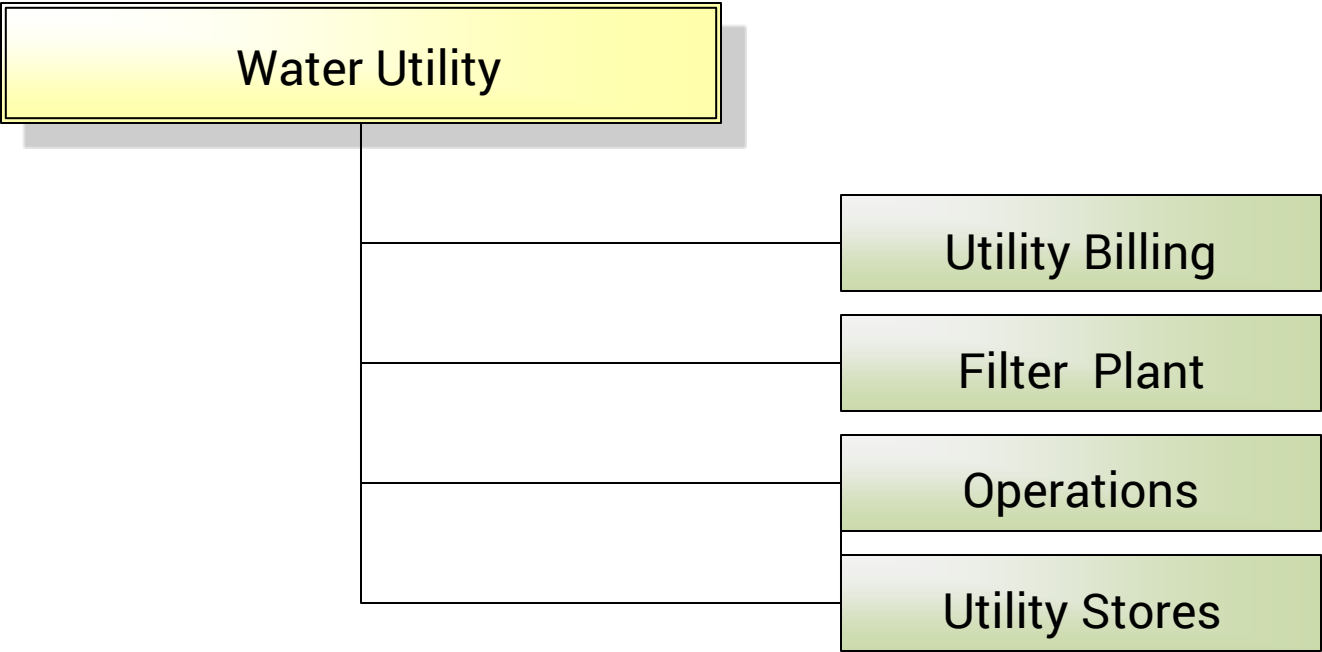 Water Utility
Utility Billing
Filter  Plant
Operations
Utility Stores